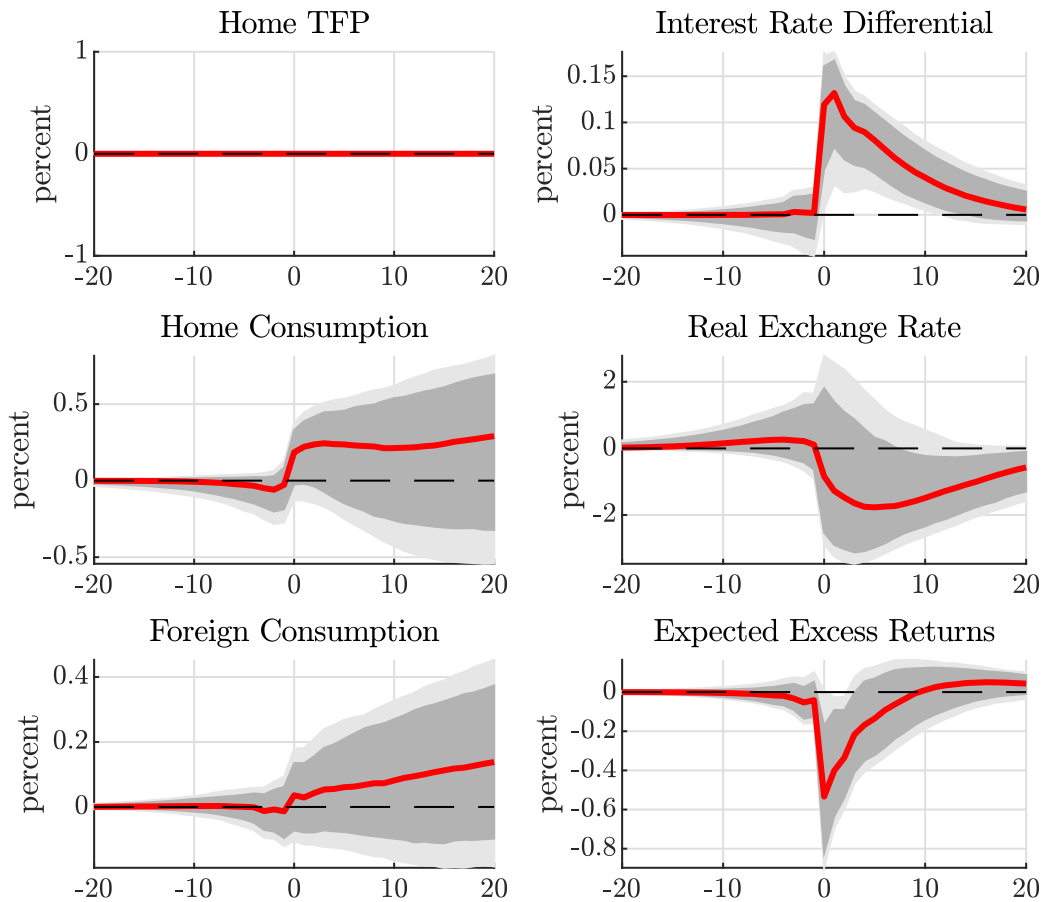 Home TFP
percent
1
0
-1
-20 -10 0 10 20
Interest Rate Differential
percent
0.15
0.1
0.05
0
-20 -10 0 10 20
Home Consumption
percent
0.5
0
-0.5
-20 -10 0 10 20
Real Exchange Rate
percent
2
0
-2
-20 -10 0 10 20
Foreign Consumption
percent
0.4
0.2
0
-20 -10 0 10 20
Expected Excess Returns
percent
0
-0.2
-0.4
-0.6
-0.8
-20 -10 0 10 20